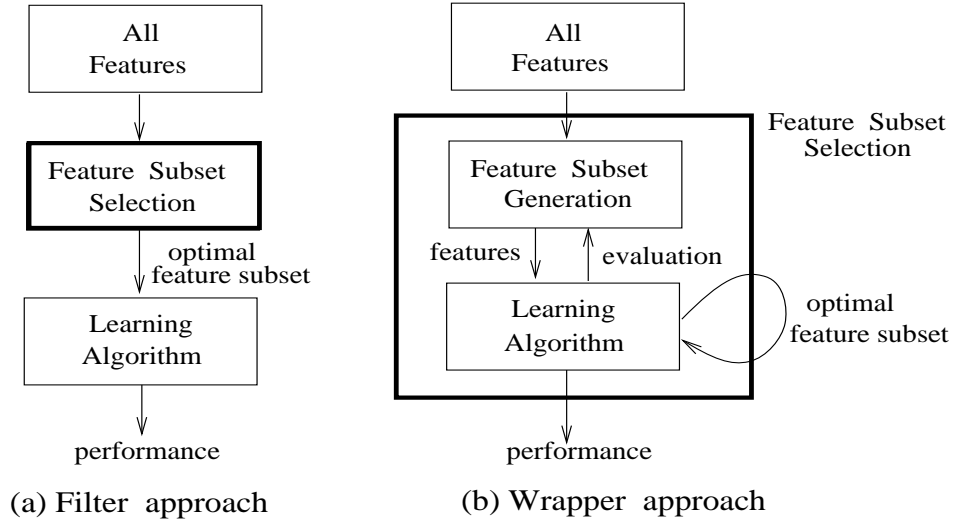 All
Features
Feature Subset
Selection
optimal
feature subset
Learning
Algorithm
performance
(a) Filter approach
All
Features
Feature Subset
Selection
Feature Subset
Generation
features
evaluation
Learning
Algorithm
optimal
feature subset
performance
(b) Wrapper approach